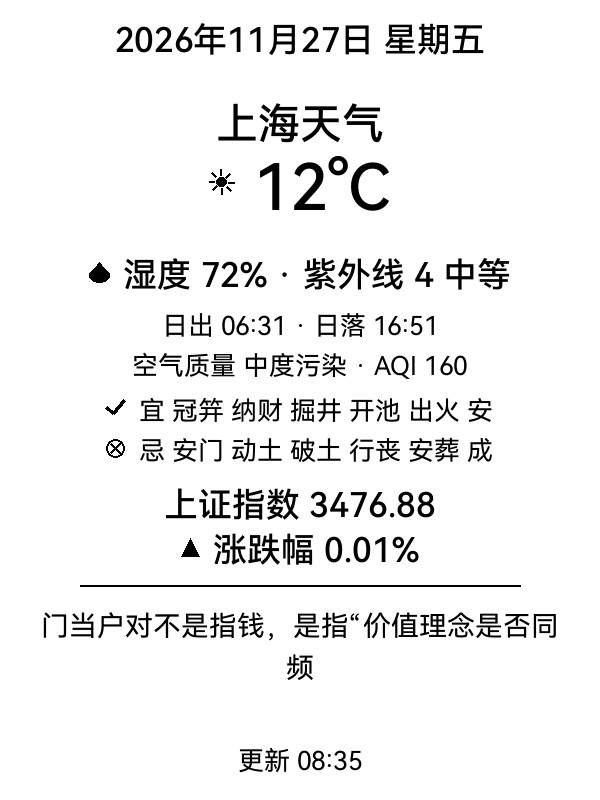 2026年11月27日 星期五
上海天气
12°C
湿度 72% · 紫外线 4 中等
日出 06:31 · 日落 16:51
空气质量 中度污染 · AQI 160
宜 冠笄 纳财 掘井 开池 出火 安
忌 安门 动土 破土 行丧 安葬 成
上证指数 3476.88
▲ 涨跌幅 0.01%
门当户对不是指钱，是指“价值理念是否同
频
更新 08:35